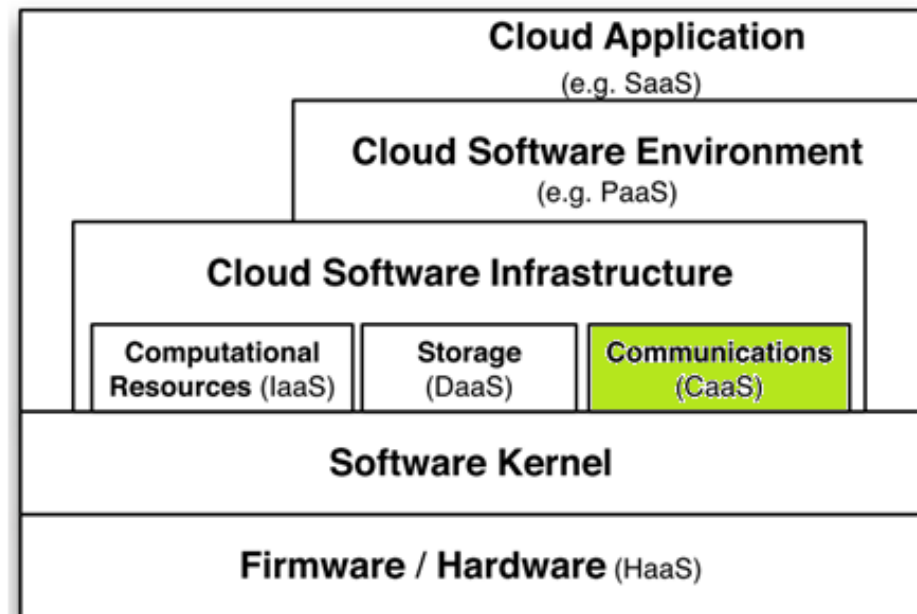 Cloud Application
(e.g. SaaS)
Cloud Software Environment
(e.g. PaaS)
Cloud Software Infrastructure
Computational
Resources (IaaS)
Storage
(DaaS)
Communications
(CaaS)
Software Kernel
Firmware / Hardware (HaaS)